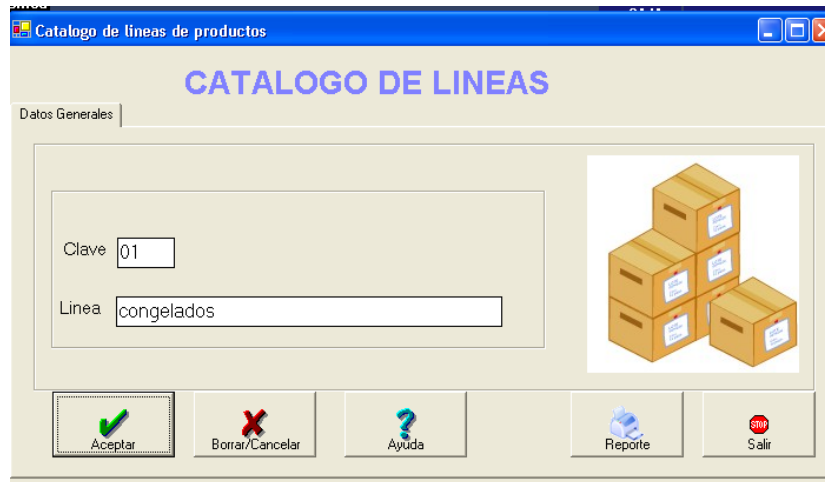 Catalogo de lineas de productos
CATALOGO DE LINEAS
Datos Generales
Clave 01
Linea congelados
Aceptar
Borrar/Cancelar
Ayuda
Reporte
STOP
Salir